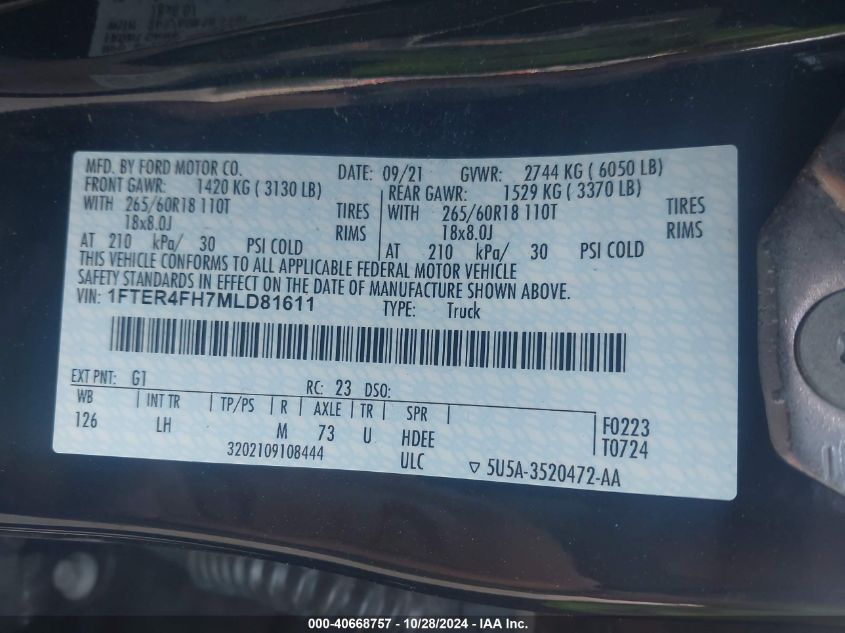 18x8.0J
MFD. BY FORD MOTOR CO. DATE: 09/21 GVWR: 2744 KG ( 6050 LB)
FRONT GAWR: 1420 KG ( 3130 LB) REAR GAWR: 1529 KG ( 3370 LB)
WITH 265/60R18 110T TIRES WITH 265/60R18 110T TIRES
18x8.0J RIMS 18x8.0J RIMS
AT 210 kPa/ 30 PSI COLD AT 210 kPa/ 30 PSI COLD
THIS VEHICLE CONFORMS TO ALL APPLICABLE FEDERAL MOTOR VEHICLE
SAFETY STANDARDS IN EFFECT ON THE DATE OF MANUFACTURE SHOWN ABOVE.
VIN: 1FTER4FH7MLD81611 TYPE: Truck
EXT PNT: G1 RC: 23 DSO:
WB INT TR TP/PS R AXLE TR SPR
126 LH M 73 U HDEE F0223
3202109108444 ULC T0724
▽ 5U5A-3520472-AA
000-40668757 - 10/28/2024 - IAA Inc.